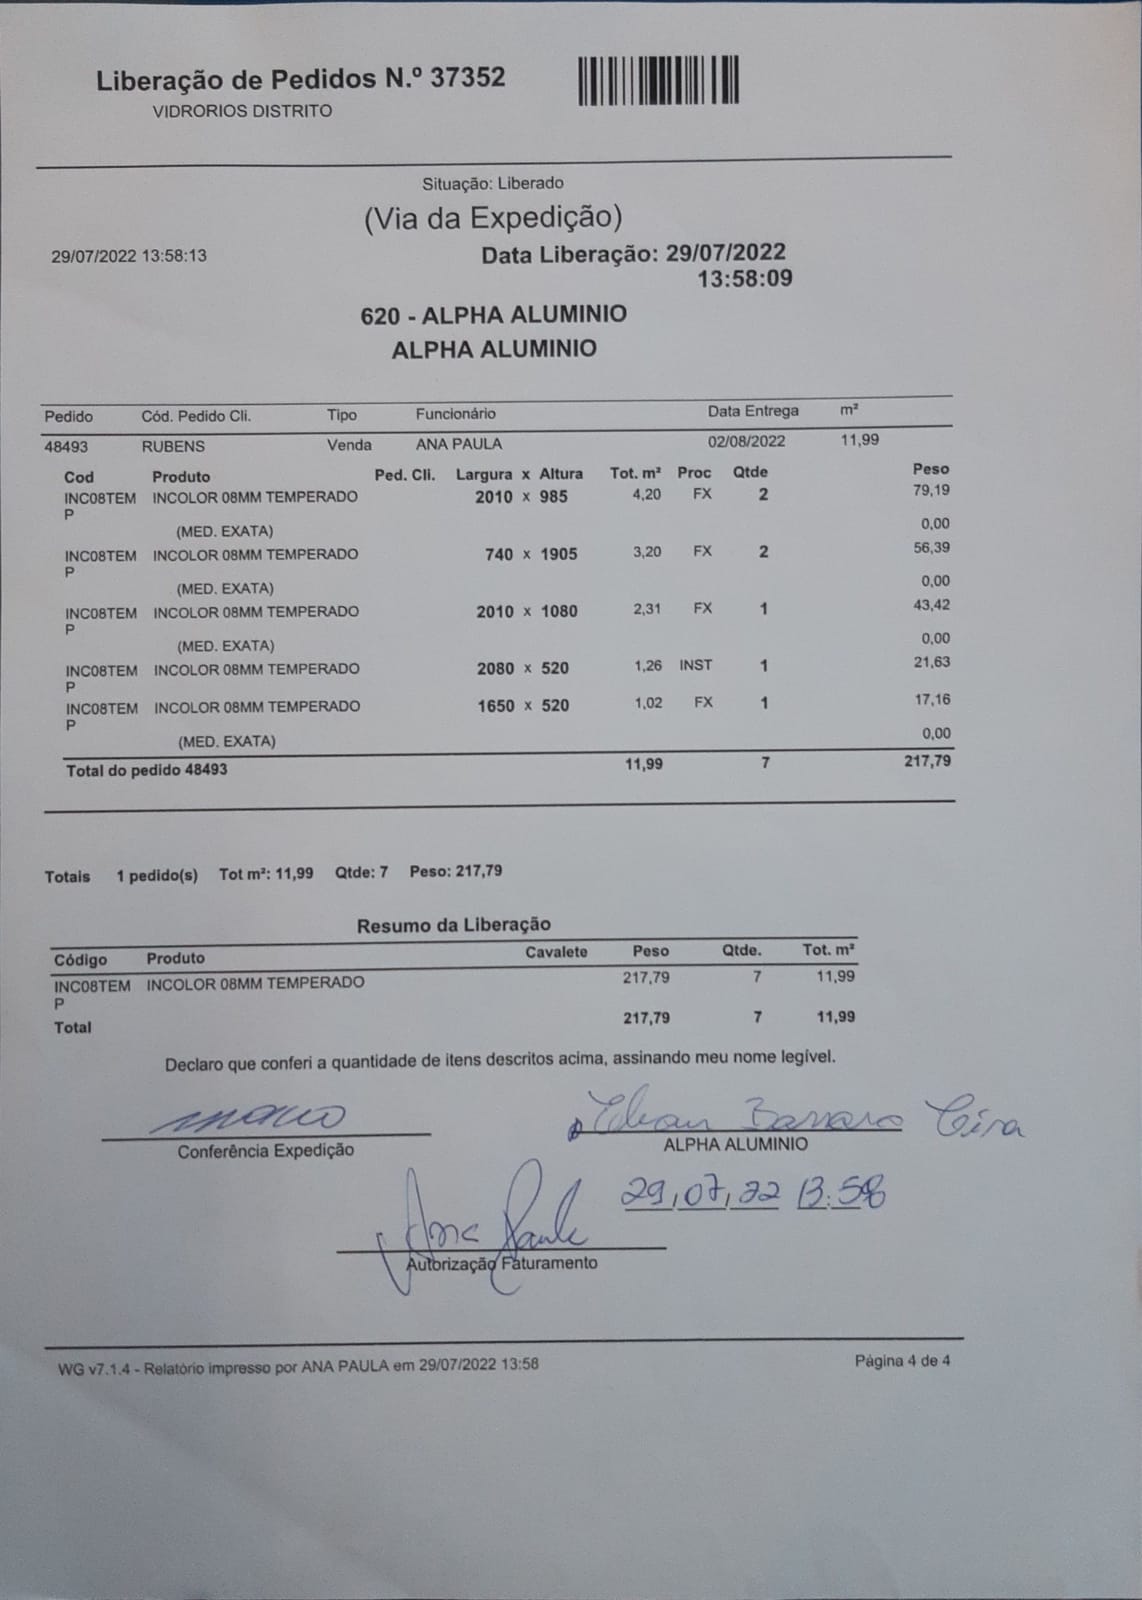 Liberação de Pedidos N.º 37352
VIDRORIOS DISTRITO
Situação: Liberado
(Via da Expedição)
29/07/2022 13:58:13
Data Liberação: 29/07/2022
13:58:09
620 - ALPHA ALUMINIO
ALPHA ALUMINIO
Pedido Cód. Pedido Cli. Tipo Funcionário Data Entrega m²
48493 RUBENS Venda ANA PAULA 02/08/2022 11,99
Cod Produto Ped. Cli. Largura x Altura Tot. m² Proc Qtde Peso
INC08TEM INCOLOR 08MM TEMPERADO 2010 x 985 4,20 FX 2 79,19
P
(MED. EXATA) 0,00
INC08TEM INCOLOR 08MM TEMPERADO 740 x 1905 3,20 FX 2 56,39
P
(MED. EXATA) 0,00
INC08TEM INCOLOR 08MM TEMPERADO 2010 x 1080 2,31 FX 1 43,42
P
(MED. EXATA) 0,00
INC08TEM INCOLOR 08MM TEMPERADO 2080 x 520 1,26 INST 1 21,63
P
INC08TEM INCOLOR 08MM TEMPERADO 1650 x 520 1,02 FX 1 17,16
P
(MED. EXATA) 0,00
Total do pedido 48493 11,99 7 217,79
Totais 1 pedido(s) Tot m²: 11,99 Qtde: 7 Peso: 217,79
Resumo da Liberação
Código Produto Cavalete Peso Qtde. Tot. m²
INC08TEM INCOLOR 08MM TEMPERADO 217,79 7 11,99
P
Total 217,79 7 11,99
Declaro que conferi a quantidade de itens descritos acima, assinando meu nome legível.
Conferência Expedição
ALPHA ALUMINIO
29,07,22 13:58
Ana Paula
Autorização Faturamento
WG v7.1.4 - Relatório impresso por ANA PAULA em 29/07/2022 13:58
Página 4 de 4